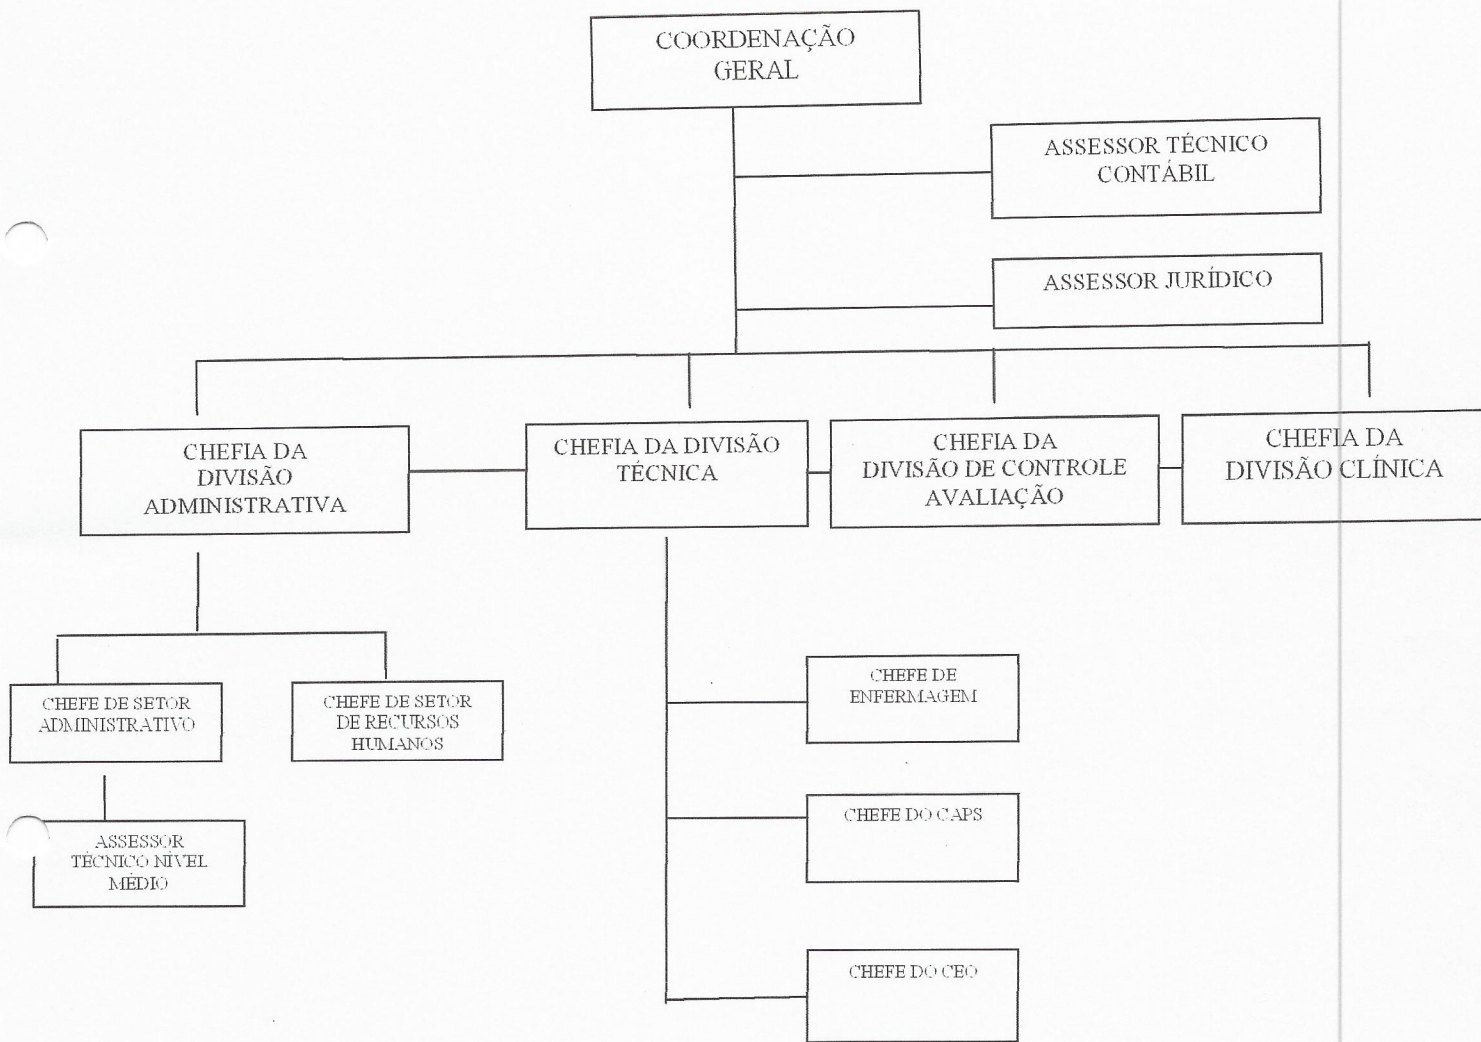 COORDENAÇÃO
GERAL
ASSESSOR TÉCNICO
CONTÁBIL
ASSESSOR JURÍDICO
CHEFIA DA
DIVISÃO
ADMINISTRATIVA
CHEFIA DA DIVISÃO
TÉCNICA
CHEFIA DA
DIVISÃO DE CONTROLE
AVALIAÇÃO
CHEFIA DA
DIVISÃO CLÍNICA
CHEFE DE SETOR
ADMINISTRATIVO
CHEFE DE SETOR
DE RECURSOS
HUMANOS
ASSESSOR
TÉCNICO NÍVEL
MÉDIO
CHEFE DE
ENFERMAGEM
CHEFE DO CAPS
CHEFE DO CEO